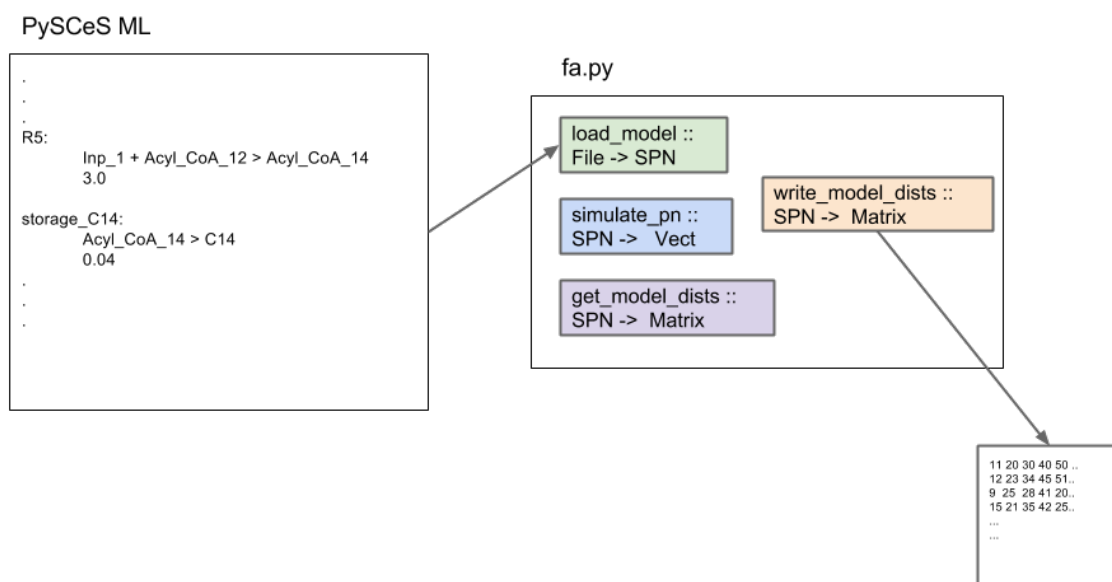 PySCeS ML
.
.
.
R5:
Inp_1 + Acyl_CoA_12 > Acyl_CoA_14
3.0
storage_C14:
Acyl_CoA_14 > C14
0.04
.
.
.
fa.py
load_model ::
File -> SPN
simulate_pn ::
SPN -> Vect
get_model_dists ::
SPN -> Matrix
write_model_dists ::
SPN -> Matrix
11 20 30 40 50 ..
12 23 34 45 51..
9 25 28 41 20..
15 21 35 42 25..
...
...